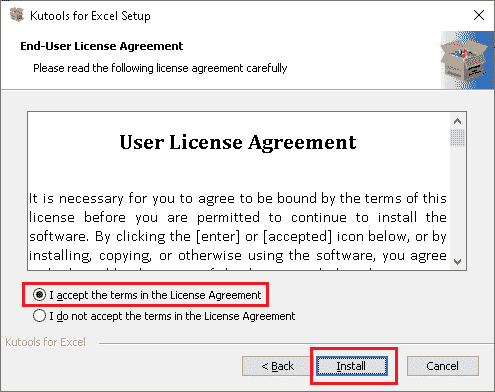 Kutools for Excel Setup
End-User License Agreement
Please read the following license agreement carefully
User License Agreement
It is necessary for you to agree to be bound by the terms of this
license before you are permitted to continue to install the
software. By clicking the [enter] or [accepted] icon below, or by
installing, copying, or otherwise using the software, you agree
I accept the terms in the License Agreement
I do not accept the terms in the License Agreement
Kutools for Excel
< Back
Install
Cancel